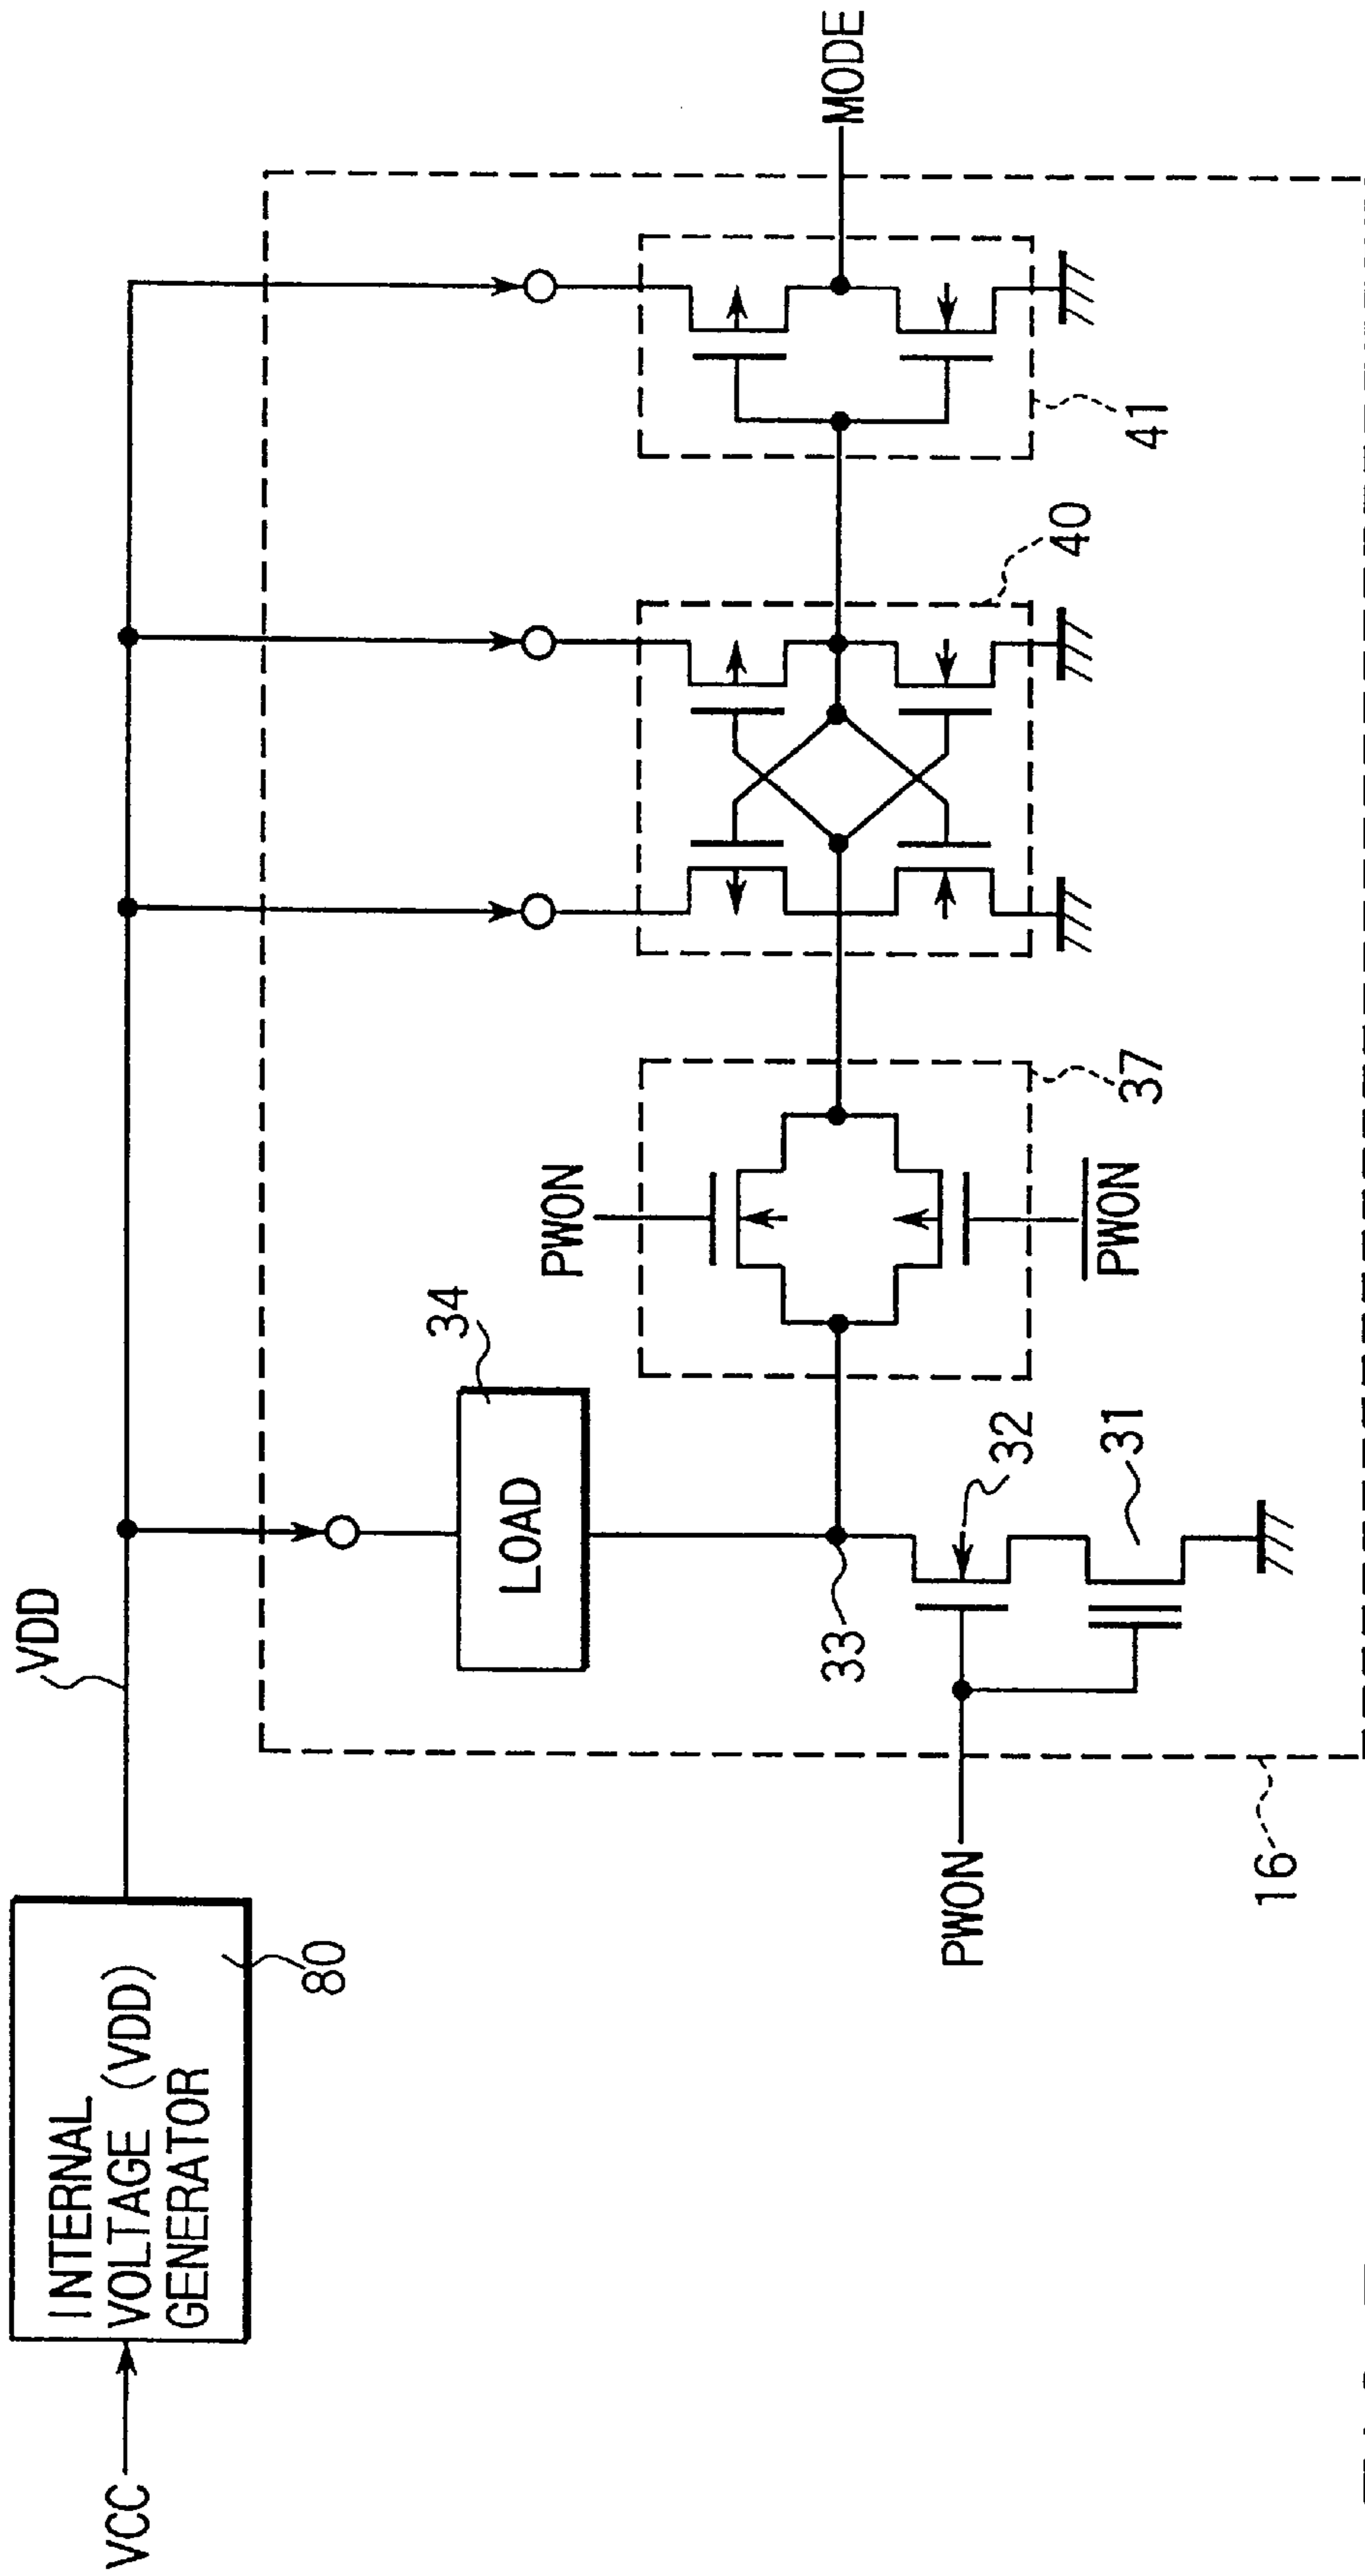 VCC
INTERNAL
VOLTAGE (VDD)
GENERATOR
80
VDD
16
PWON
LOAD
34
33
32
31
PWON
PWON
37
40
41
MODE